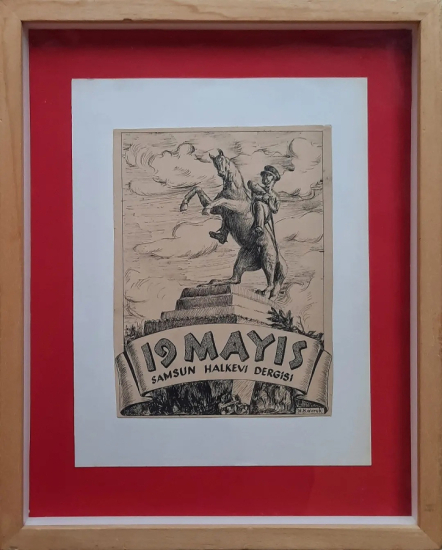 19 MAYIS
SAMSUN HALKEVİ DERGİSİ